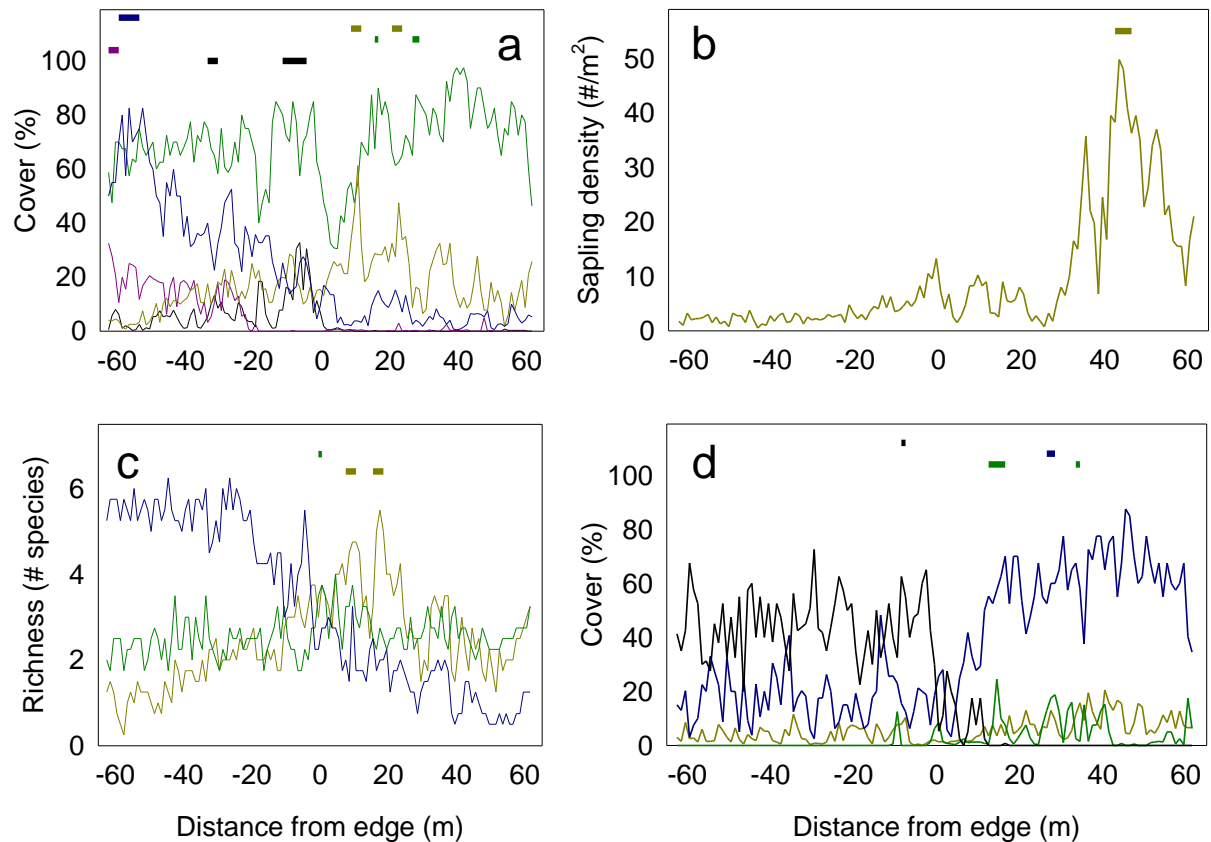 a
Cover (%)
100
80
60
40
20
0
-60 -40 -20 0 20 40 60
b
Sapling density (#/m²)
50
40
30
20
10
0
-60 -40 -20 0 20 40 60
c
Richness (# species)
6
4
2
0
-60 -40 -20 0 20 40 60
Distance from edge (m)
d
Cover (%)
100
80
60
40
20
0
-60 -40 -20 0 20 40 60
Distance from edge (m)